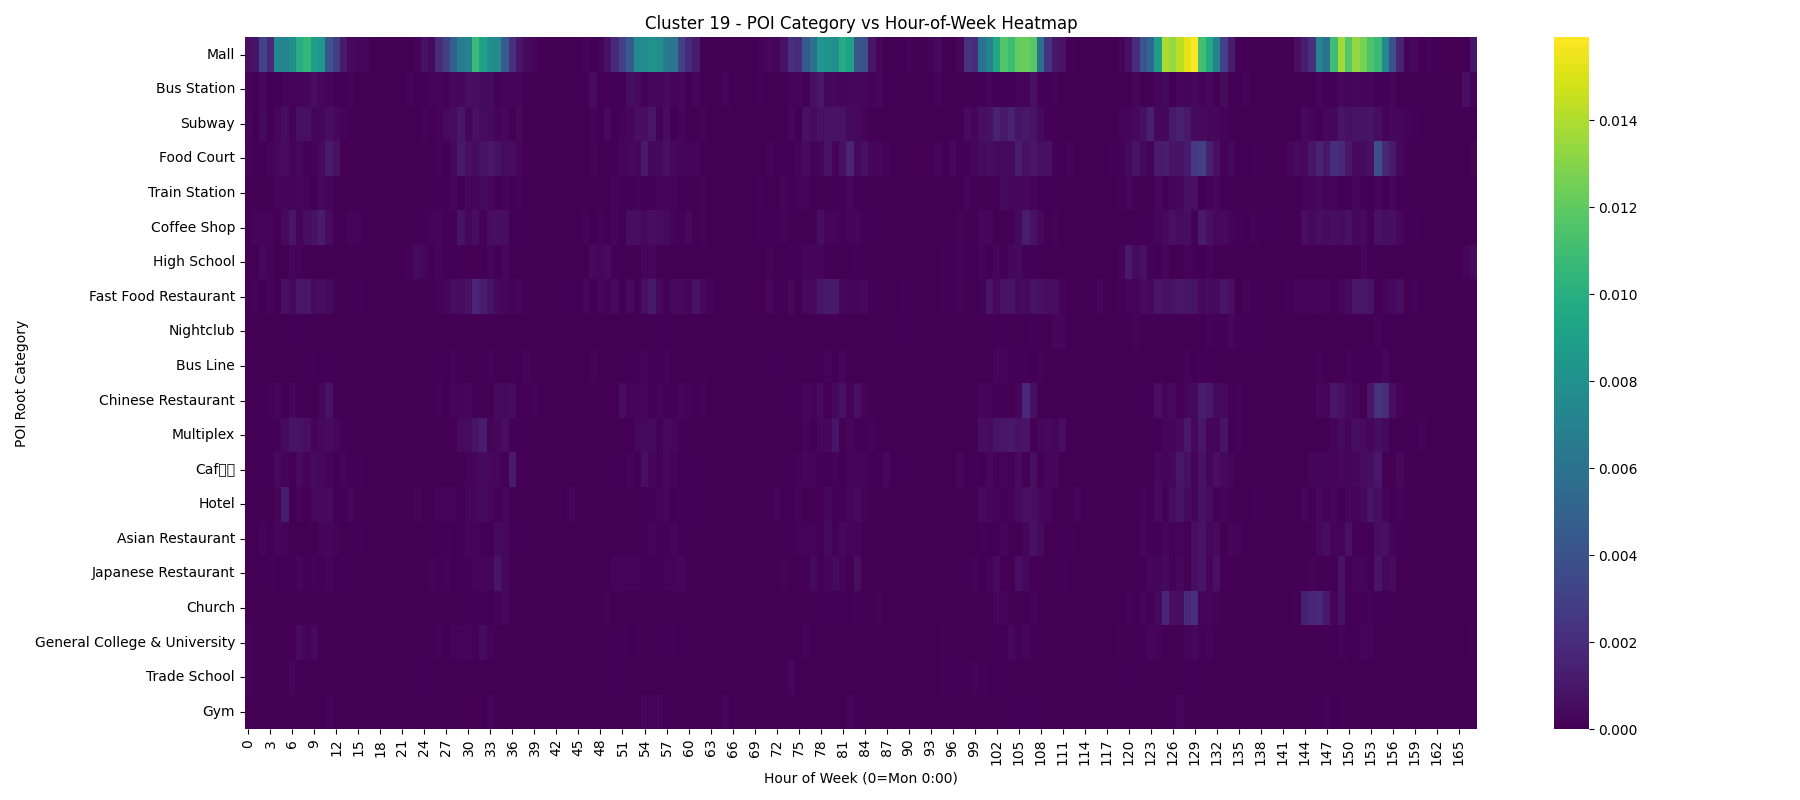 Cluster 19 - POI Category vs Hour-of-Week Heatmap
POI Root Category
Mall
Bus Station
Subway
Food Court
Train Station
Coffee Shop
High School
Fast Food Restaurant
Nightclub
Bus Line
Chinese Restaurant
Multiplex
Caf▯▯
Hotel
Asian Restaurant
Japanese Restaurant
Church
General College & University
Trade School
Gym
0 3 6 9 12 15 18 21 24 27 30 33 36 39 42 45 48 51 54 57 60 63 66 69 72 75 78 81 84 87 90 93 96 99 102 105 108 111 114 117 120 123 126 129 132 135 138 141 144 147 150 153 156 159 162 165
Hour of Week (0=Mon 0:00)
0.014
0.012
0.010
0.008
0.006
0.004
0.002
0.000